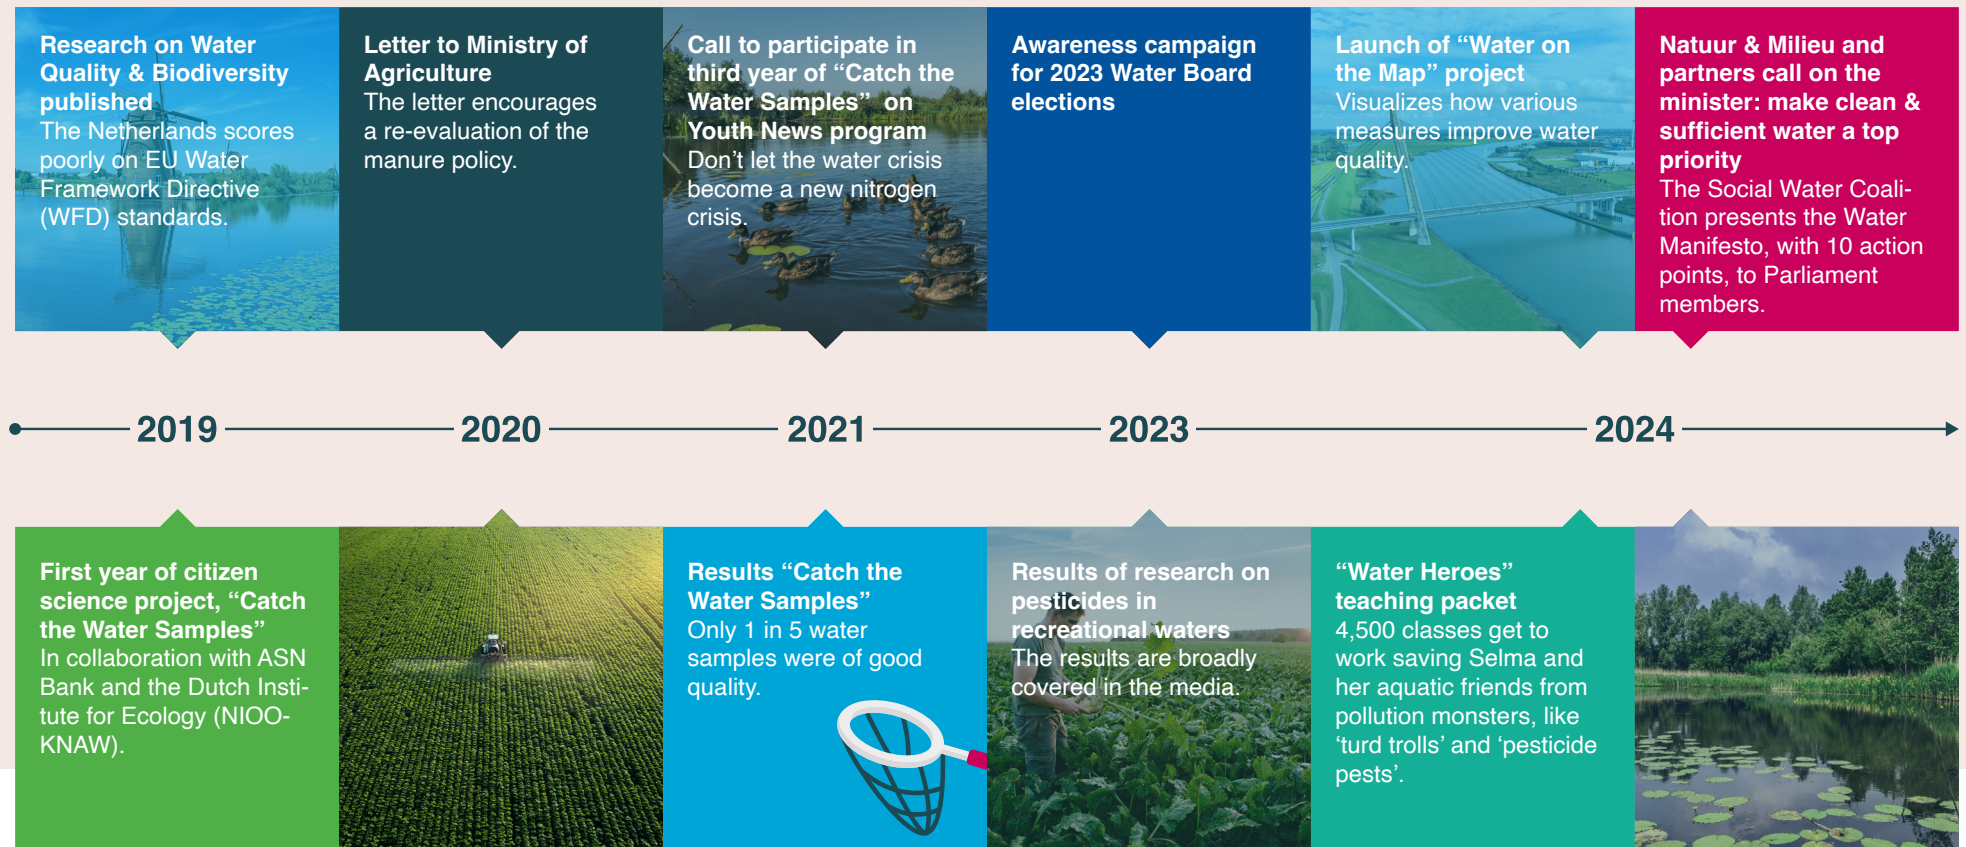 Research on Water
Quality & Biodiversity
published
The Netherlands scores
poorly on EU Water
Framework Directive
(WFD) standards.
Letter to Ministry of
Agriculture
The letter encourages
a re-evaluation of the
manure policy.
Call to participate in
third year of “Catch the
Water Samples” on
Youth News program
Don’t let the water crisis
become a new nitrogen
crisis.
Awareness campaign
for 2023 Water Board
elections
Launch of “Water on
the Map” project
Visualizes how various
measures improve water
quality.
Natuur & Milieu and
partners call on the
minister: make clean &
sufficient water a top
priority
The Social Water Coali-
tion presents the Water
Manifesto, with 10 action
points, to Parliament
members.
2019
2020
2021
2023
2024
First year of citizen
science project, “Catch
the Water Samples”
In collaboration with ASN
Bank and the Dutch Insti-
tute for Ecology (NIOO-
KNAW).
Results “Catch the
Water Samples”
Only 1 in 5 water
samples were of good
quality.
Results of research on
pesticides in
recreational waters
The results are broadly
covered in the media.
“Water Heroes”
teaching packet
4,500 classes get to
work saving Selma and
her aquatic friends from
pollution monsters, like
‘turd trolls’ and ‘pesticide
pests’.